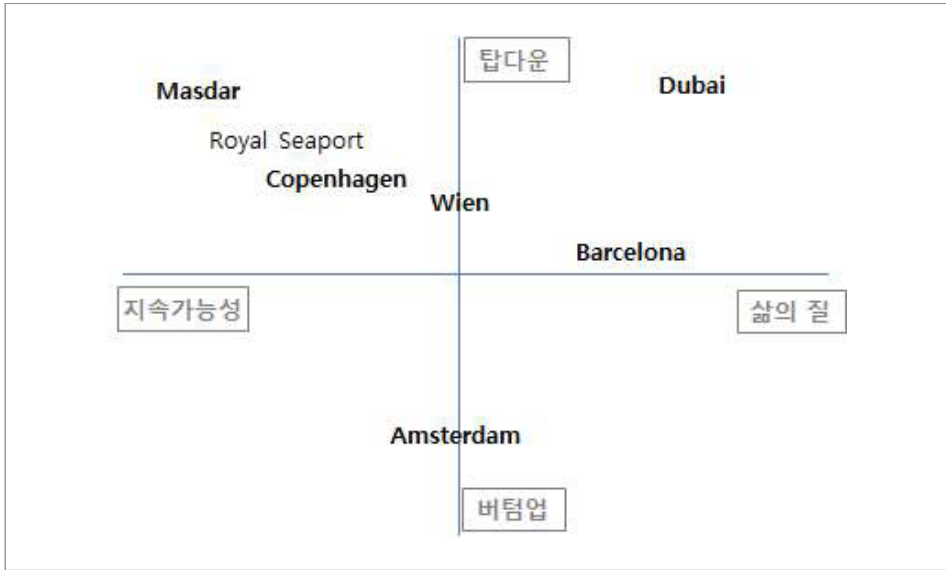 탑다운
Masdar
Dubai
Royal Seaport
Copenhagen
Wien
Barcelona
지속가능성
삶의 질
Amsterdam
버텀업